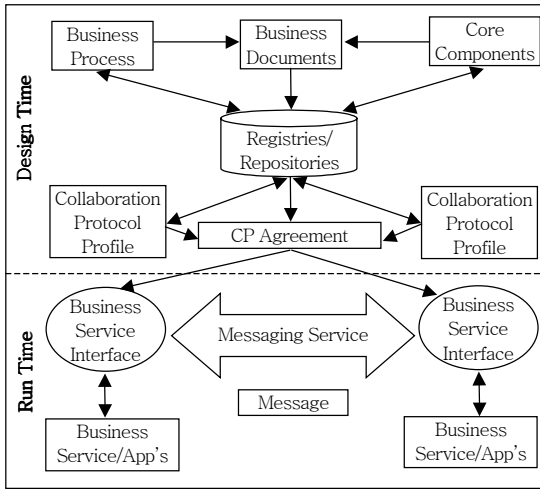 Design Time
Business
Process
Business
Documents
Core
Components
Registries/
Repositories
Collaboration
Protocol
Profile
CP Agreement
Collaboration
Protocol
Profile
Run Time
Business
Service
Interface
Messaging Service
Business
Service
Interface
Message
Business
Service/App's
Business
Service/App's